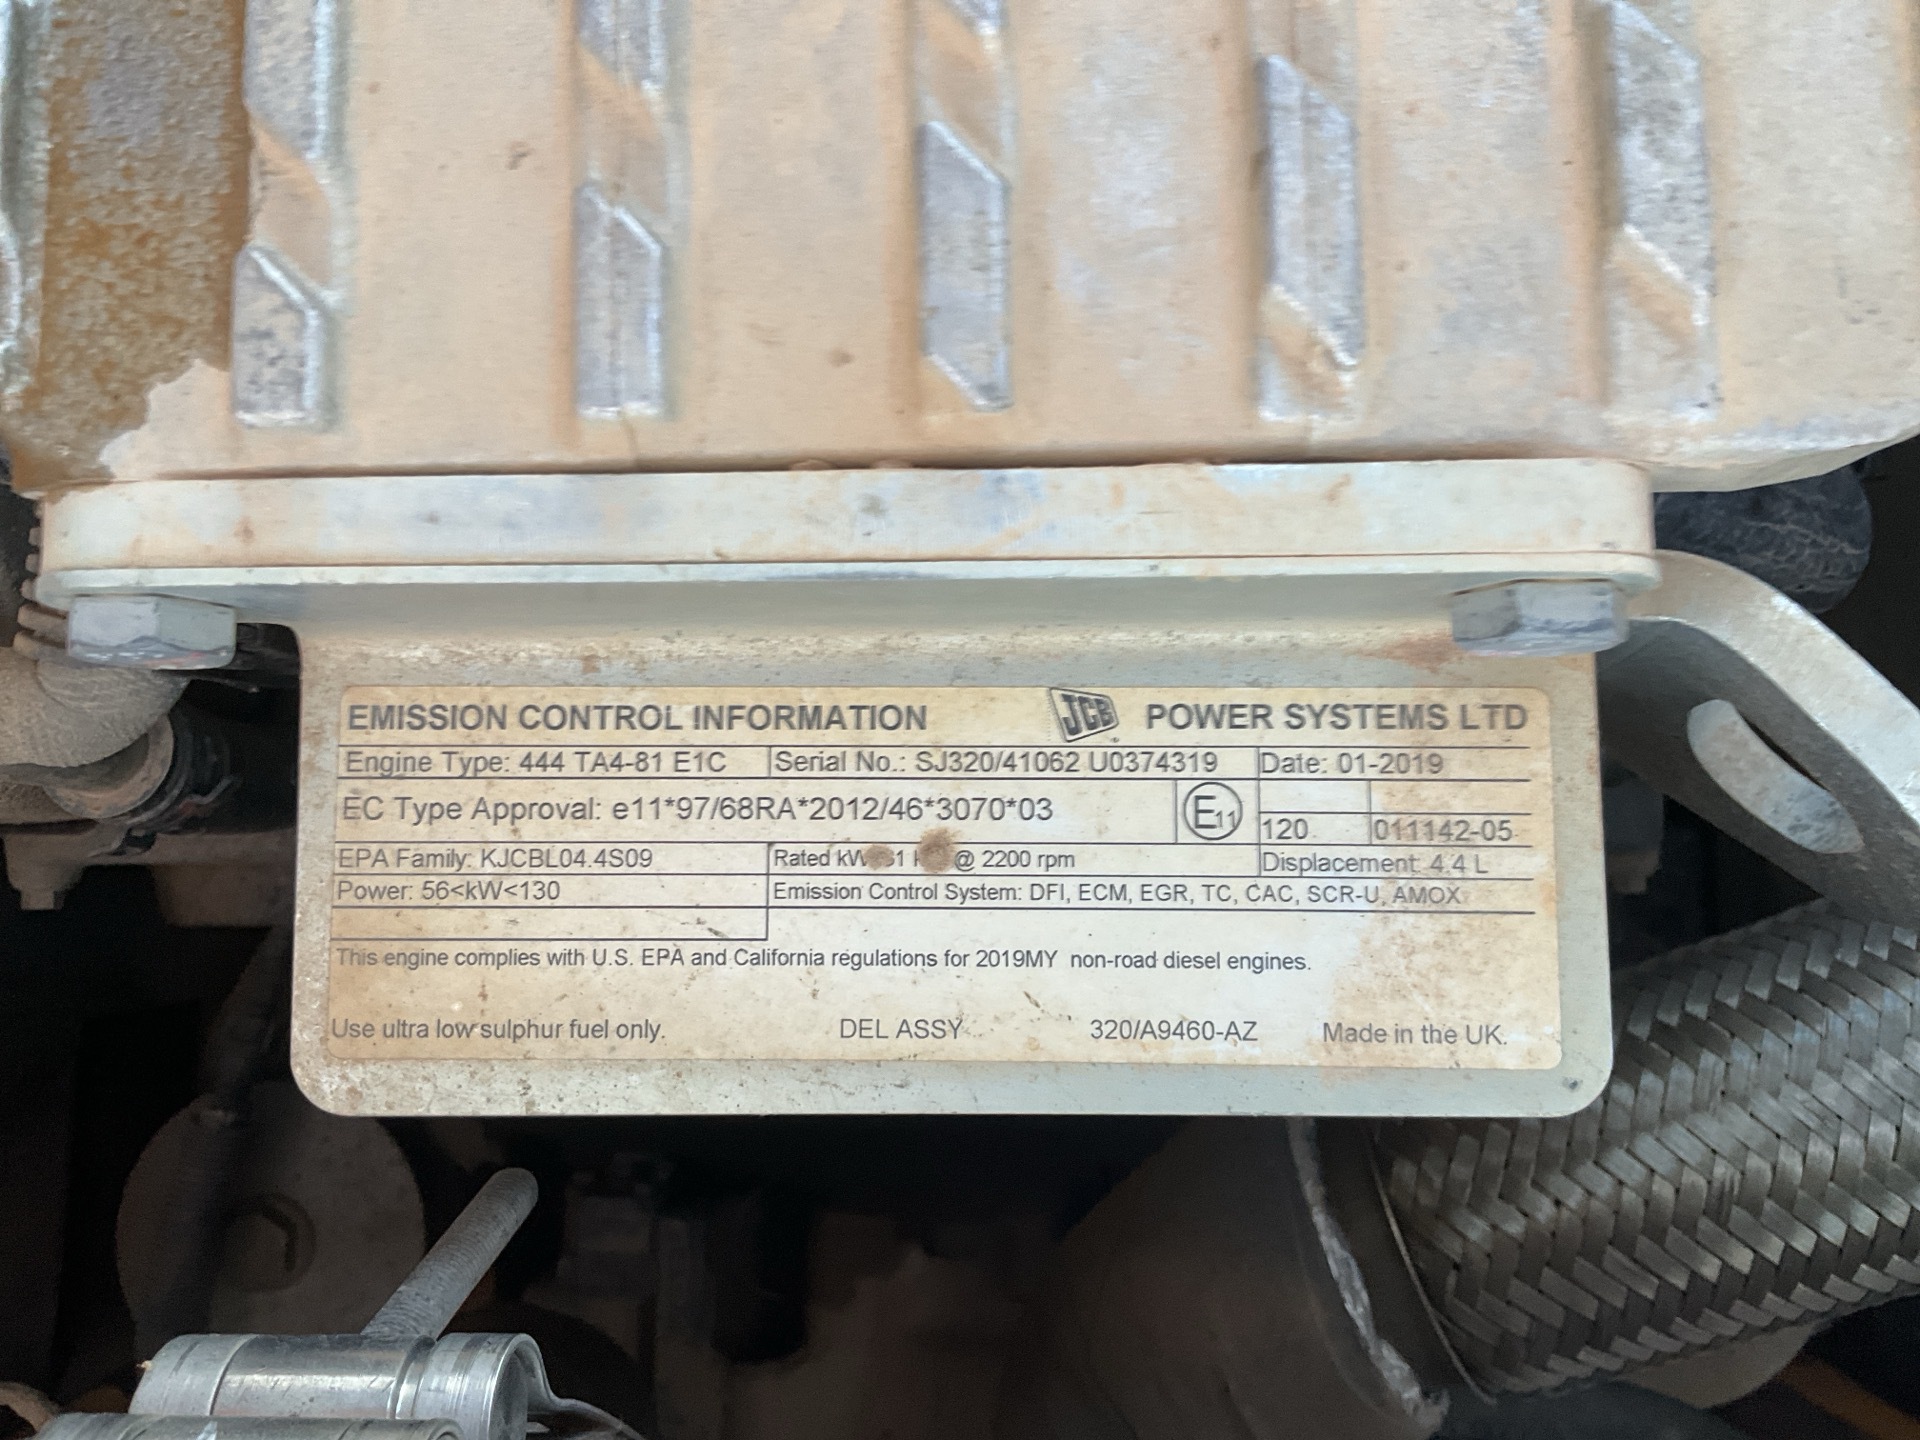 EMISSION CONTROL INFORMATION JCB POWER SYSTEMS LTD
Engine Type: 444 TA4-81 E1C Serial No.: SJ320/41062 U0374319 Date: 01-2019
EC Type Approval: e11*97/68RA*2012/46*3070*03 E11
120 011142-05
EPA Family: KJCBL04.4S09 Rated @ 2200 rpm Displacement: 4.4 L
Power: 56<kW<130 Emission Control System: DFI, ECM, EGR, TC, CAC, SCR-U, AMOX
This engine complies with U.S. EPA and California regulations for 2019MY non-road diesel engines.
Use ultra low sulphur fuel only. DEL ASSY 320/A9460-AZ Made in the UK.